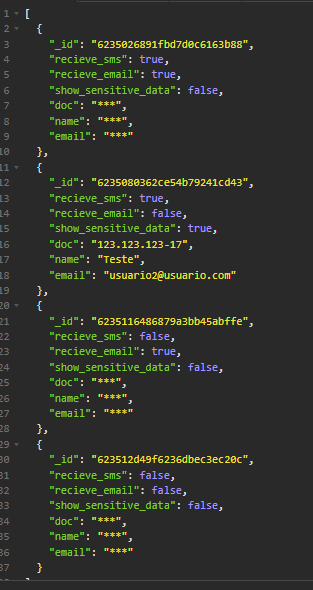 1 [
2 {
3 "_id": "6235026891fbd7d0c6163b88",
4 "recieve_sms": true,
5 "recieve_email": true,
6 "show_sensitive_data": false,
7 "doc": "***",
8 "name": "***",
9 "email": "***"
10 },
11 {
12 "_id": "6235080362ce54b79241cd43",
13 "recieve_sms": true,
14 "recieve_email": false,
15 "show_sensitive_data": true,
16 "doc": "123.123.123-17",
17 "name": "Teste",
18 "email": "usuario2@usuario.com"
19 },
20 {
21 "_id": "6235116486879a3bb45abffe",
22 "recieve_sms": false,
23 "recieve_email": true,
24 "show_sensitive_data": false,
25 "doc": "***",
26 "name": "***",
27 "email": "***"
28 },
29 {
30 "_id": "623512d49f6236dbec3ec20c",
31 "recieve_sms": false,
32 "recieve_email": false,
33 "show_sensitive_data": false,
34 "doc": "***",
35 "name": "***",
36 "email": "***"
37 }